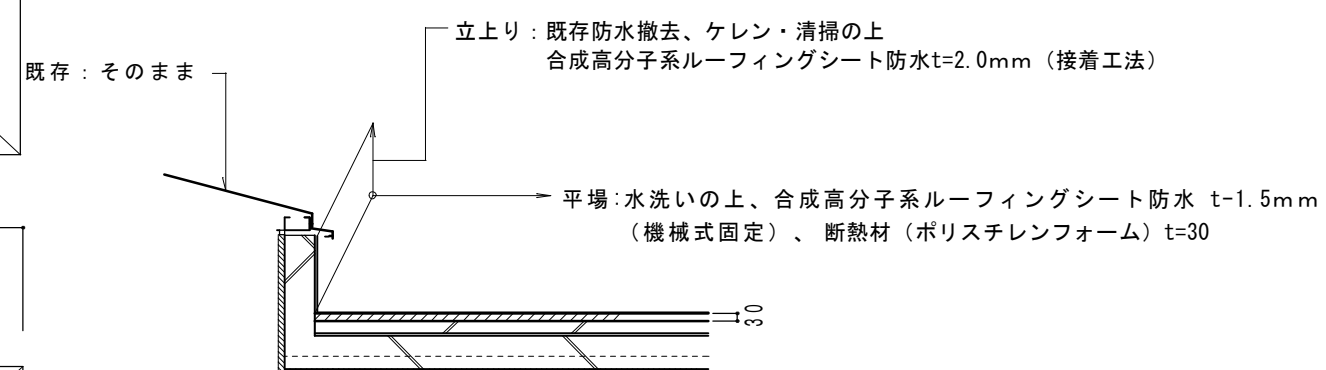 立上り：既存防水撤去、ケレン・清掃の上
合成高分子系ルーフィングシート防水t=2.0mm（接着工法）
既存：そのまま
平場：水洗いの上、合成高分子系ルーフィングシート防水 t-1.5mm
（機械式固定）、断熱材（ポリスチレンフォーム）t=30
30